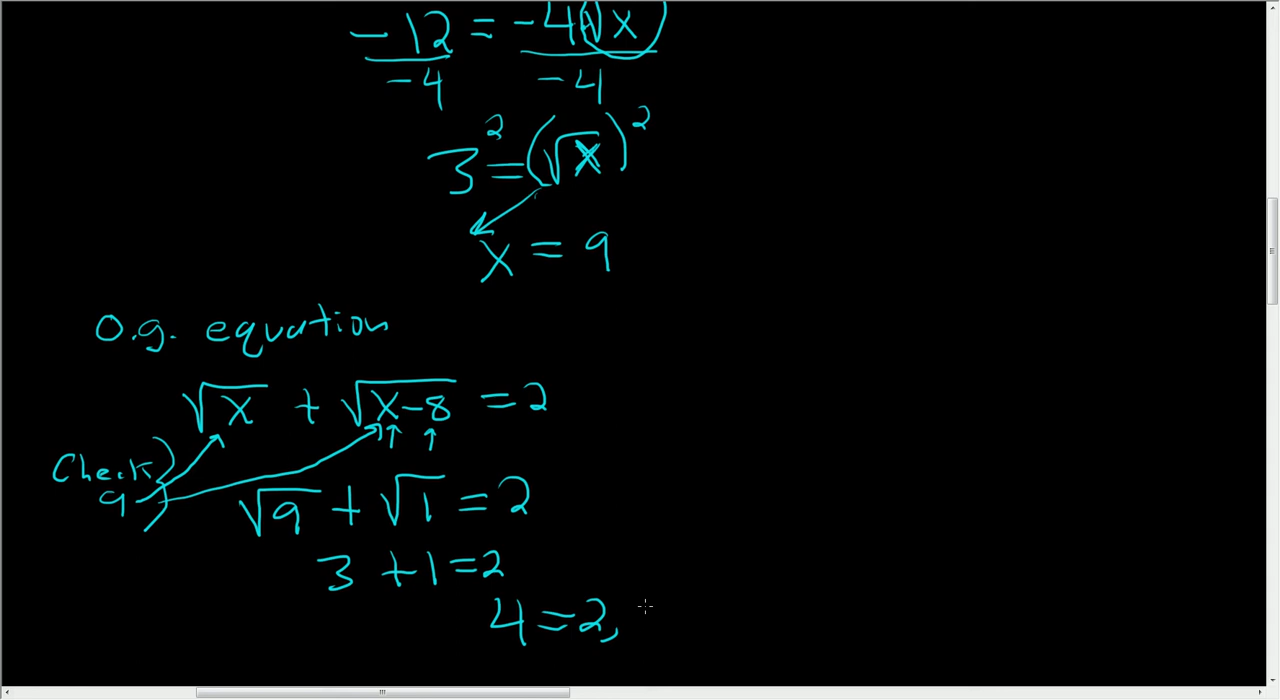 -12 = -4(√x)
-4 -4
3² = (√x)²
x = 9
O.g. equation
√x + √x-8 = 2
Check
9
√9 + √1 = 2
3 + 1 = 2
4 = 2,